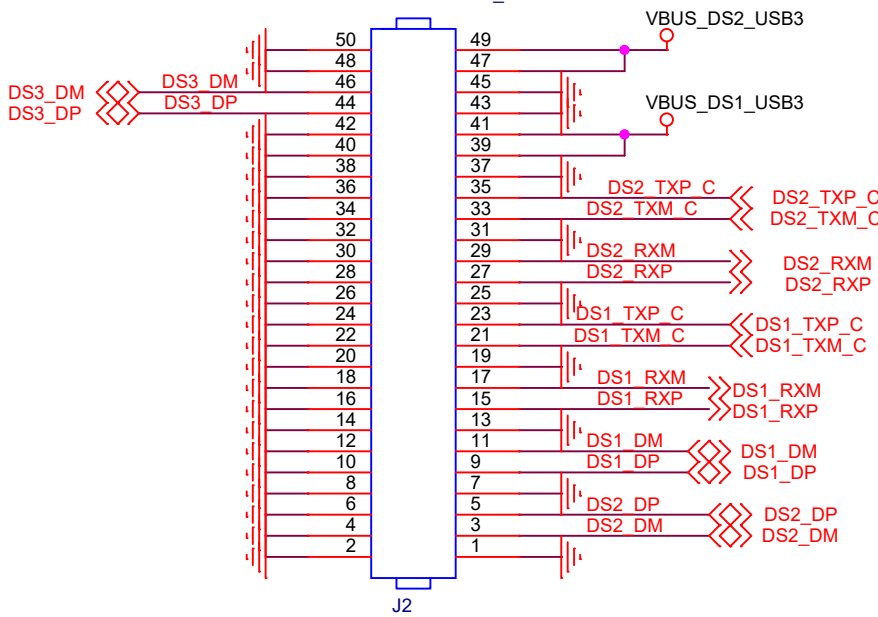 VBUS_DS2_USB3
50 49
48 47
DS3_DM DS3_DM 46 45
DS3_DP DS3_DP 44 43
VBUS_DS1_USB3
42 41
40 39
38 37
36 35 DS2_TXP_C DS2_TXP_C
34 33 DS2_TXM_C DS2_TXM_C
32 31
30 29 DS2_RXM DS2_RXM
28 27 DS2_RXP DS2_RXP
26 25
24 23 DS1_TXP_C DS1_TXP_C
22 21 DS1_TXM_C DS1_TXM_C
20 19
18 17 DS1_RXM DS1_RXM
16 15 DS1_RXP DS1_RXP
14 13
12 11 DS1_DM DS1_DM
10 9 DS1_DP DS1_DP
8 7
6 5 DS2_DP DS2_DP
4 3 DS2_DM DS2_DM
2 1
J2